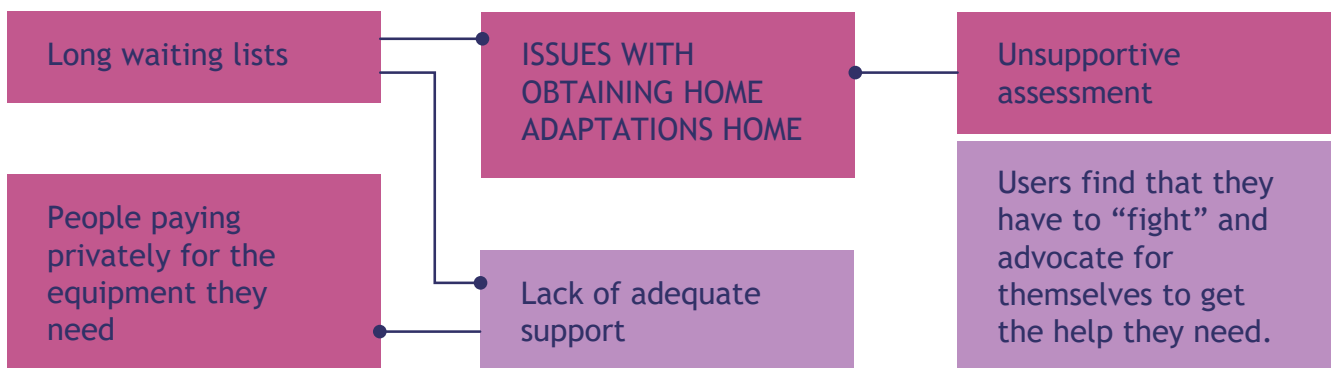 Long waiting lists
ISSUES WITH
OBTAINING HOME
ADAPTATIONS HOME
Unsupportive
assessment
People paying
privately for the
equipment they
need
Lack of adequate
support
Users find that they
have to “fight” and
advocate for
themselves to get
the help they need.